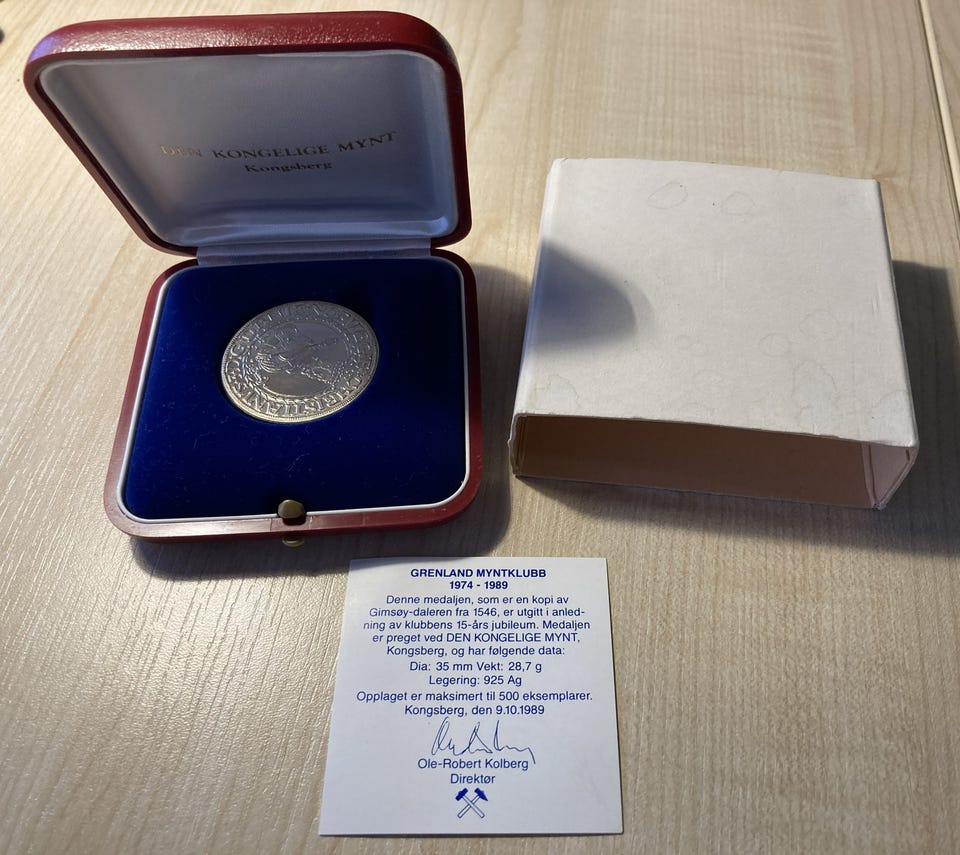 DEN KONGELIGE MYNT
Kongsberg
GRENLAND MYNTKLUBB
1974 - 1989
Denne medaljen, som er en kopi av
Gimsøy-daleren fra 1546, er utgitt i anled-
ning av klubbens 15-års jubileum. Medaljen
er preget ved DEN KONGELIGE MYNT,
Kongsberg, og har følgende data:
Dia: 35 mm Vekt: 28,7 g
Legering: 925 Ag
Opplaget er maksimert til 500 eksemplarer.
Kongsberg, den 9.10.1989
Ole-Robert Kolberg
Direktør